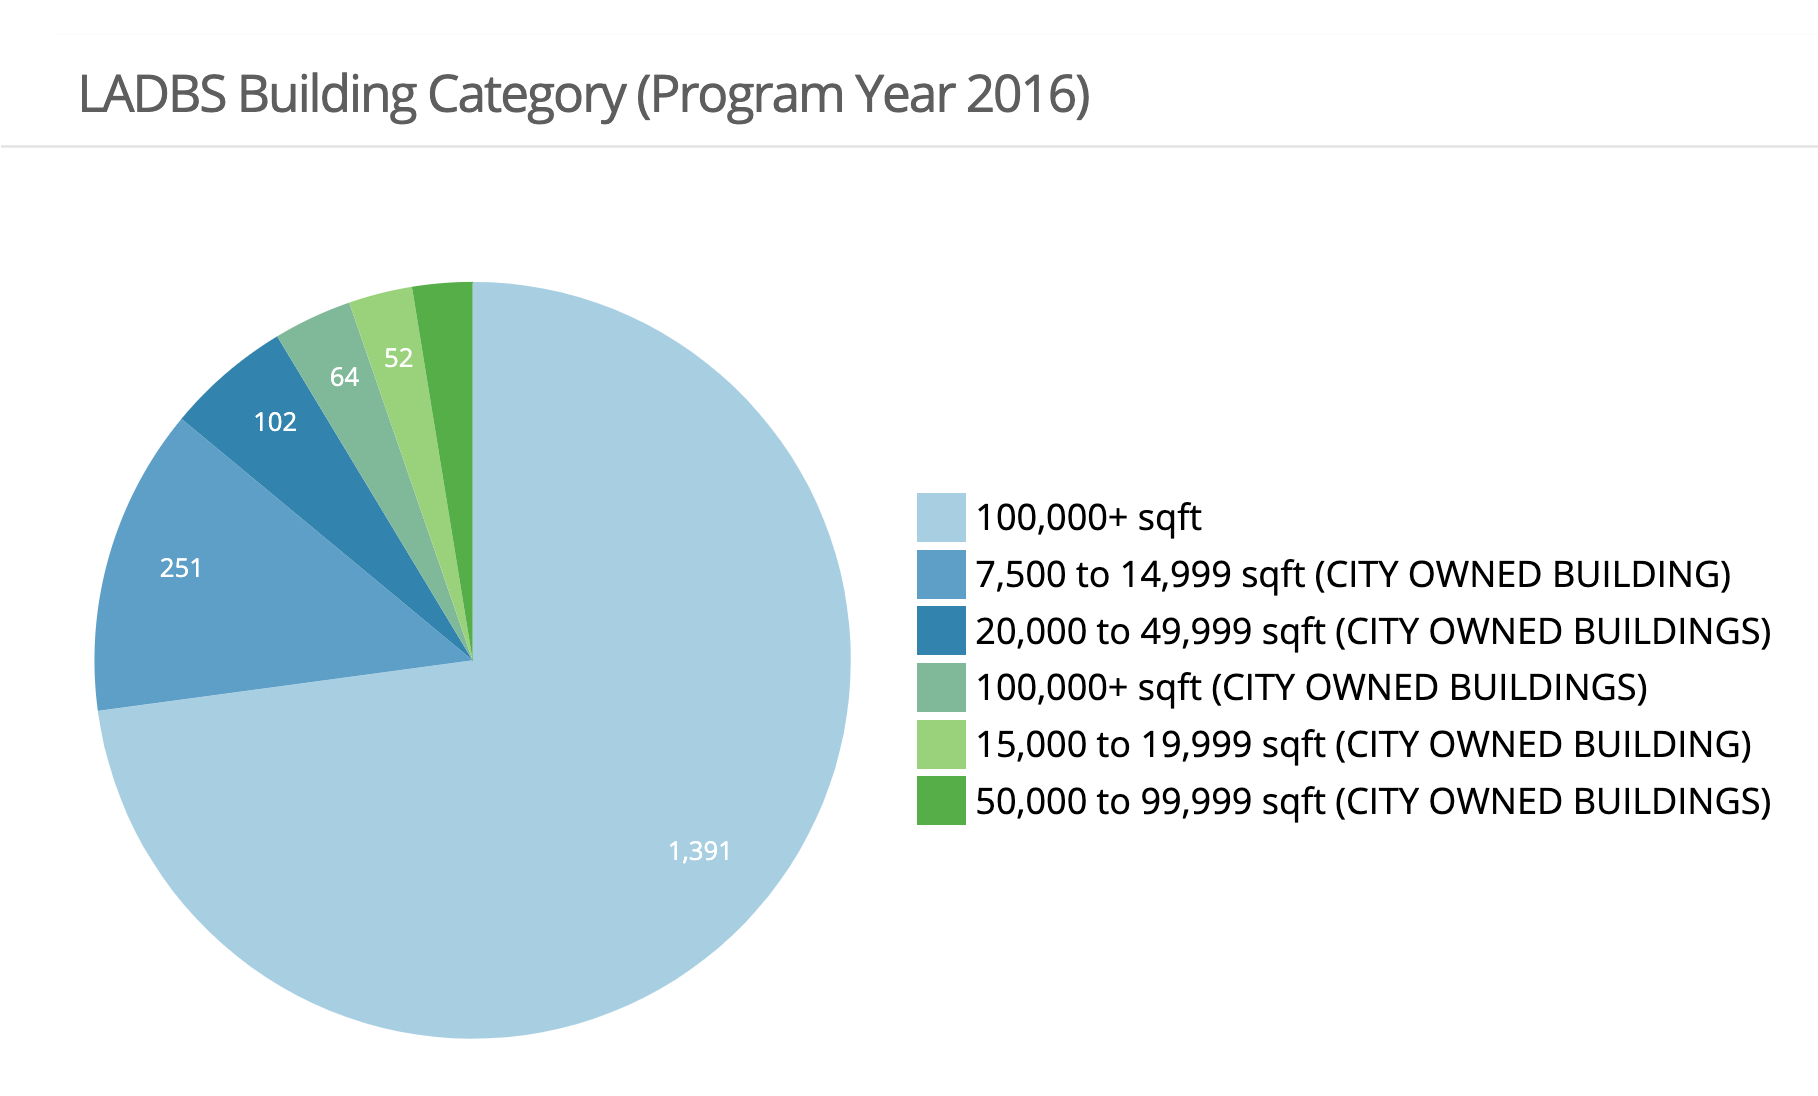 LADBS Building Category (Program Year 2016)
52
64
102
251
1,391
100,000+ sqft
7,500 to 14,999 sqft (CITY OWNED BUILDING)
20,000 to 49,999 sqft (CITY OWNED BUILDINGS)
100,000+ sqft (CITY OWNED BUILDINGS)
15,000 to 19,999 sqft (CITY OWNED BUILDING)
50,000 to 99,999 sqft (CITY OWNED BUILDINGS)